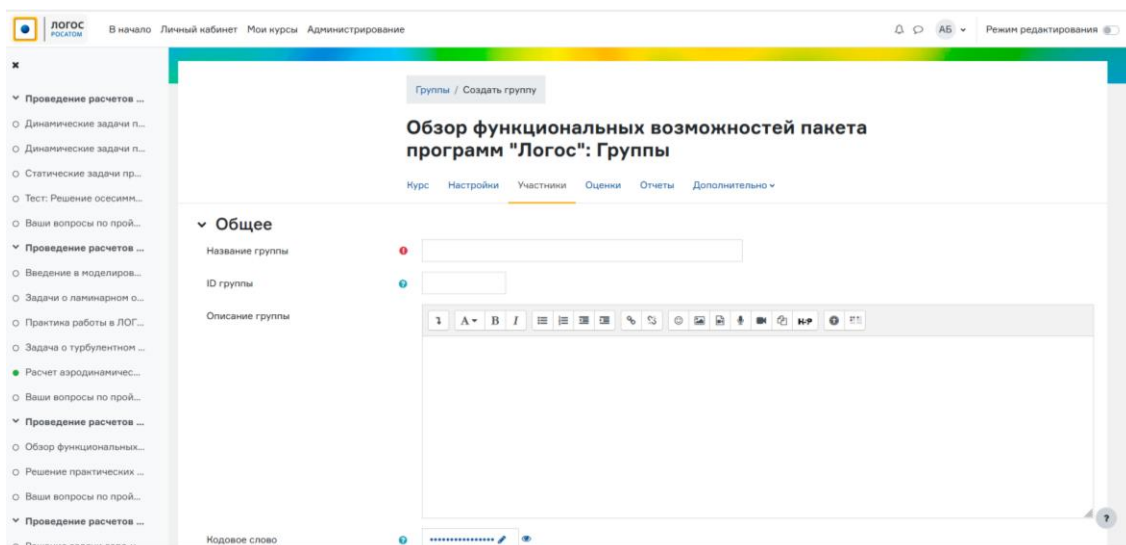 ЛОГОС
РОСАТОМ
В начало Личный кабинет Мои курсы Администрирование
АБ
Режим редактирования
Проведение расчетов ...
Динамические задачи п...
Динамические задачи п...
Статические задачи пр...
Тест: Решение осесимм...
Ваши вопросы по прой...
Проведение расчетов ...
Введение в моделиров...
Задачи о ламинарном о...
Практика работы в ЛОГ...
Задача о турбулентном ...
Расчет аэродинамичес...
Ваши вопросы по прой...
Проведение расчетов ...
Обзор функциональных...
Решение практических ...
Ваши вопросы по прой...
Проведение расчетов ...
Группы / Создать группу
Обзор функциональных возможностей пакета
программ "Логос": Группы
Курс Настройки Участники Оценки Отчеты Дополнительно
Общее
Название группы
ID группы
Описание группы
A B I H-P
Кодовое слово
?